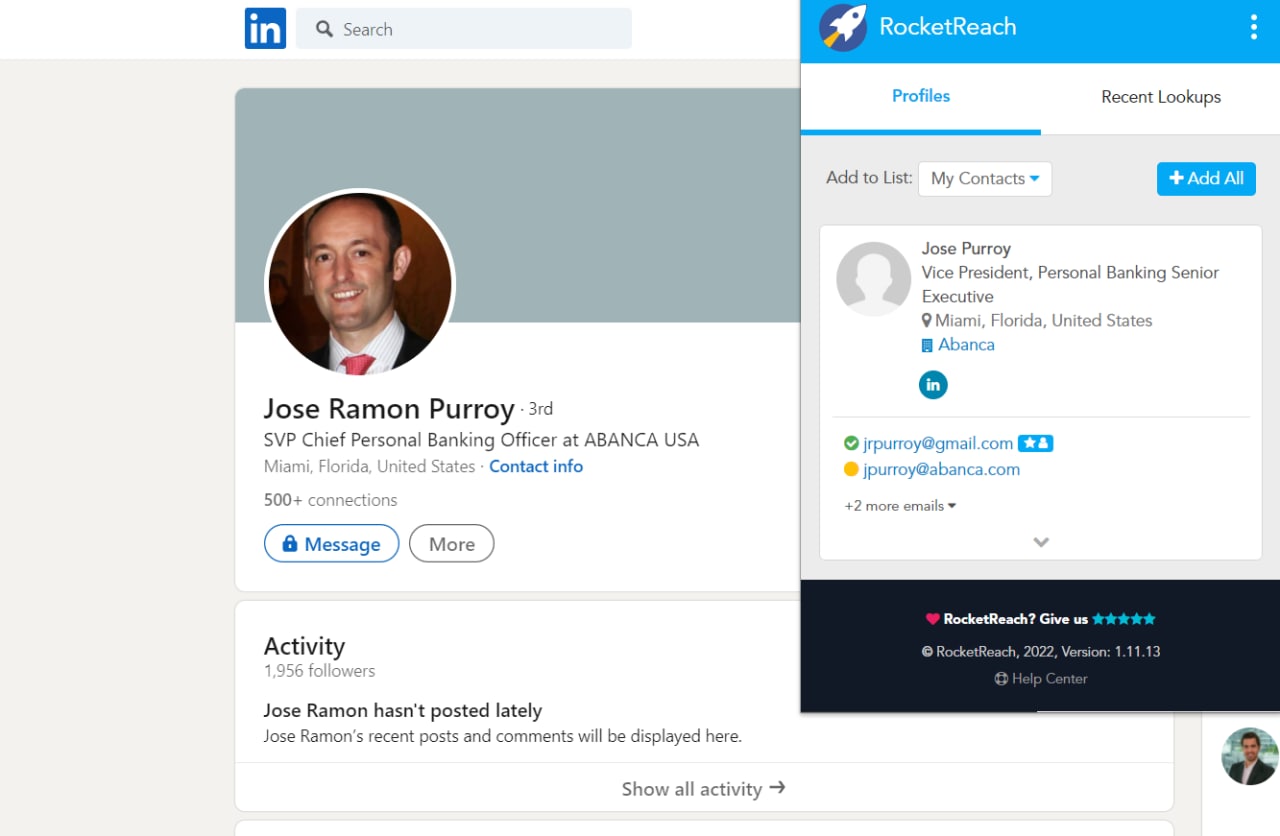 in
Search
Jose Ramon Purroy · 3rd
SVP Chief Personal Banking Officer at ABANCA USA
Miami, Florida, United States · Contact info
500+ connections
Message
More
Activity
1,956 followers
Jose Ramon hasn't posted lately
Jose Ramon’s recent posts and comments will be displayed here.
Show all activity →
RocketReach
Profiles
Recent Lookups
Add to List:
My Contacts
+ Add All
Jose Purroy
Vice President, Personal Banking Senior
Executive
Miami, Florida, United States
Abanca
in
jrpurroy@gmail.com
jpurroy@abanca.com
+2 more emails
RocketReach? Give us ★★★★★
© RocketReach, 2022, Version: 1.11.13
Help Center